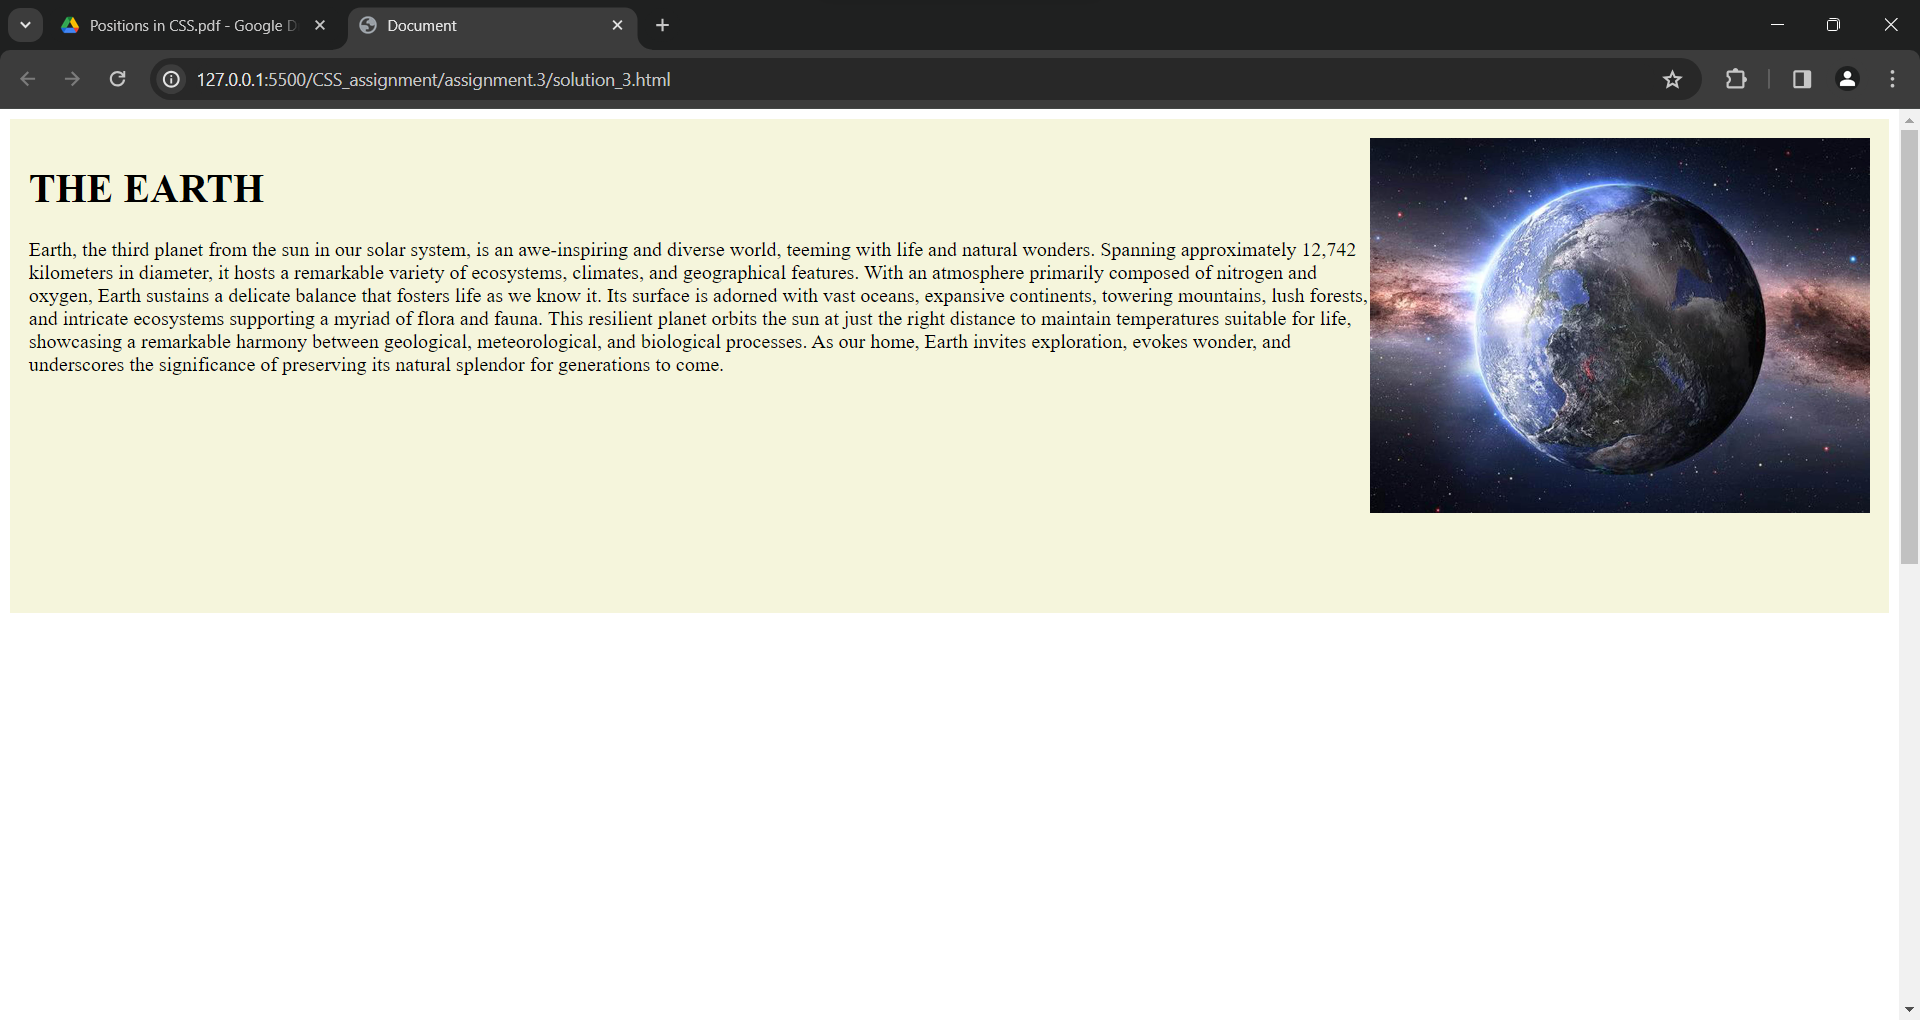 Positions in CSS.pdf - Google D
Document
127.0.0.1:5500/CSS_assignment/assignment.3/solution_3.html
THE EARTH
Earth, the third planet from the sun in our solar system, is an awe-inspiring and diverse world, teeming with life and natural wonders. Spanning approximately 12,742
kilometers in diameter, it hosts a remarkable variety of ecosystems, climates, and geographical features. With an atmosphere primarily composed of nitrogen and
oxygen, Earth sustains a delicate balance that fosters life as we know it. Its surface is adorned with vast oceans, expansive continents, towering mountains, lush forests,
and intricate ecosystems supporting a myriad of flora and fauna. This resilient planet orbits the sun at just the right distance to maintain temperatures suitable for life,
showcasing a remarkable harmony between geological, meteorological, and biological processes. As our home, Earth invites exploration, evokes wonder, and
underscores the significance of preserving its natural splendor for generations to come.